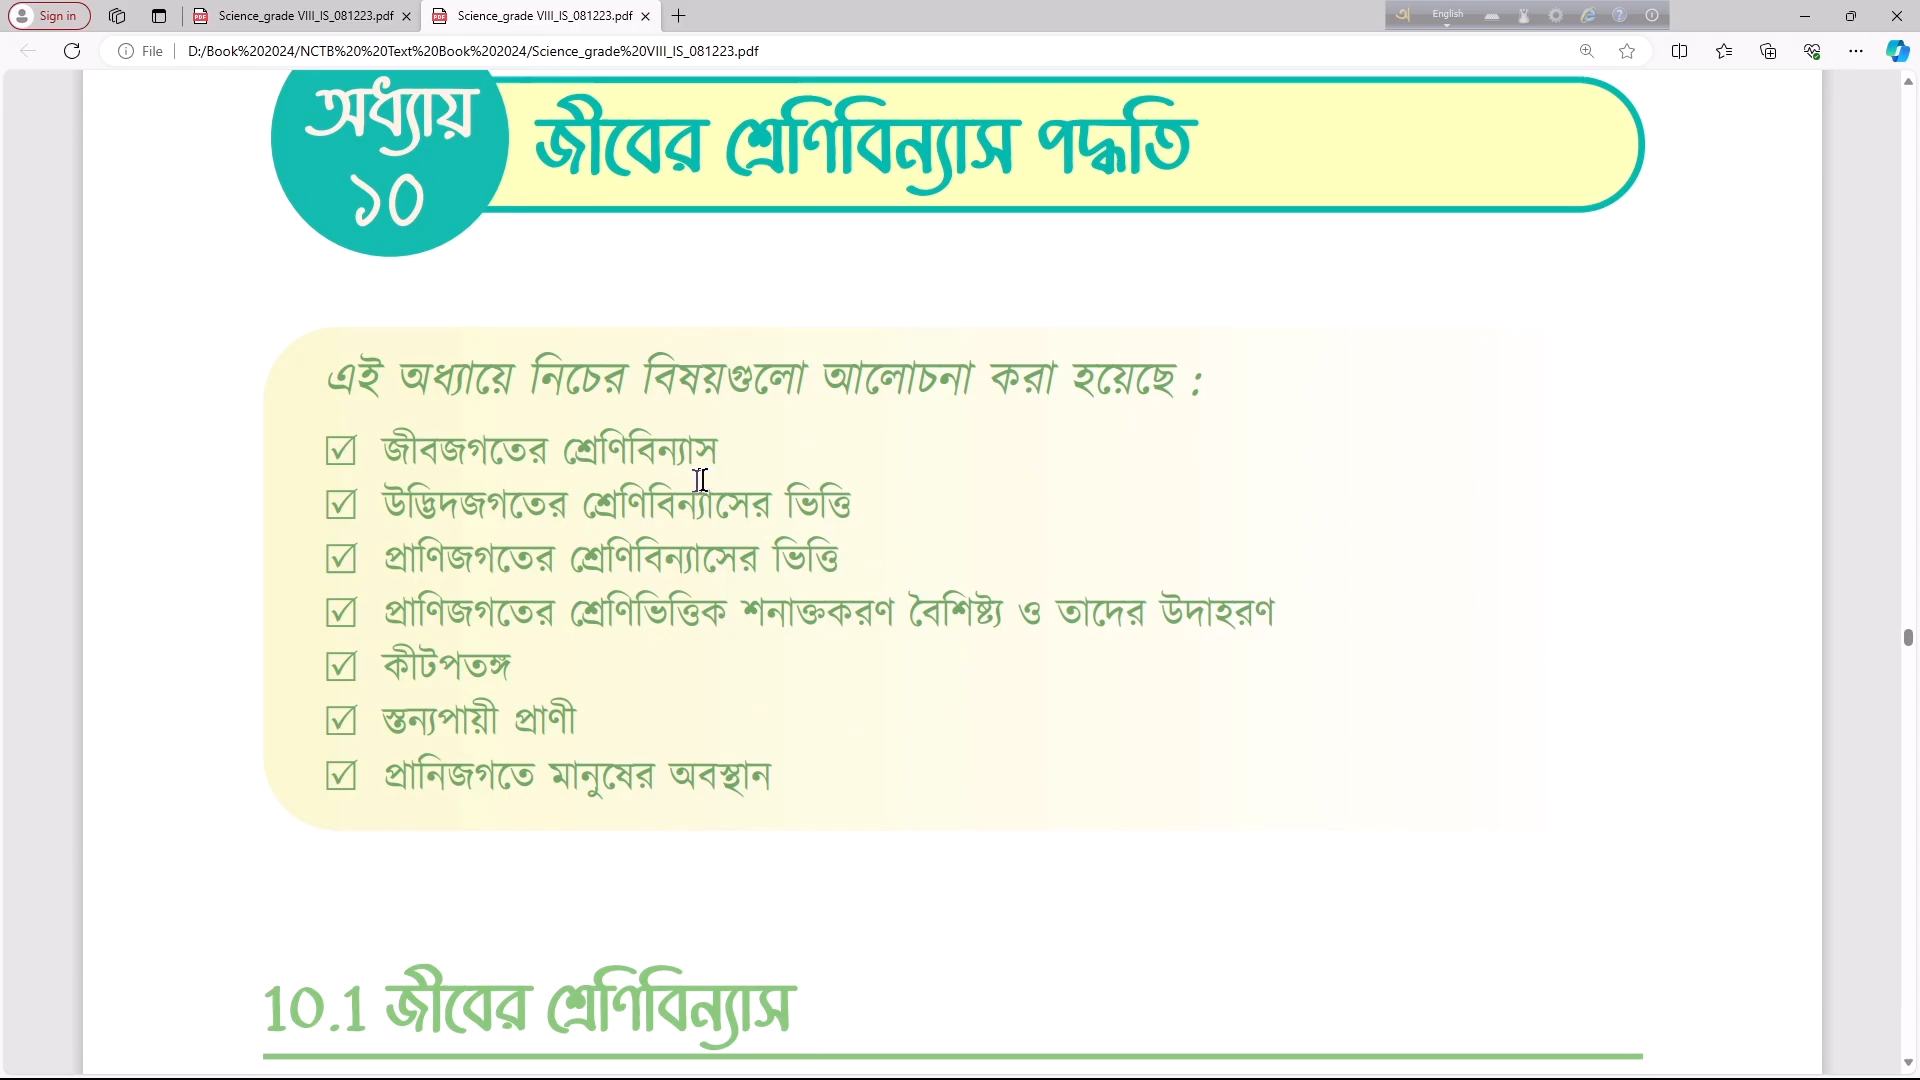 Sign in
Science_grade VIII_IS_081223.pdf
Science_grade VIII_IS_081223.pdf
English
File
D:/Book%202024/NCTB%20%20Text%20Book%202024/Science_grade%20VIII_IS_081223.pdf
অধ্যায়
১০
জীবের শ্রেণিবিন্যাস পদ্ধতি
এই অধ্যায়ে নিচের বিষয়গুলো আলোচনা করা হয়েছে :
☑ জীবজগতের শ্রেণিবিন্যাস
☑ উদ্ভিদজগতের শ্রেণিবিন্যাসের ভিত্তি
☑ প্রাণিজগতের শ্রেণিবিন্যাসের ভিত্তি
☑ প্রাণিজগতের শ্রেণিভিত্তিক শনাক্তকরণ বৈশিষ্ট্য ও তাদের উদাহরণ
☑ কীটপতঙ্গ
☑ স্তন্যপায়ী প্রাণী
☑ প্রানিজগতে মানুষের অবস্থান
10.1 জীবের শ্রেণিবিন্যাস